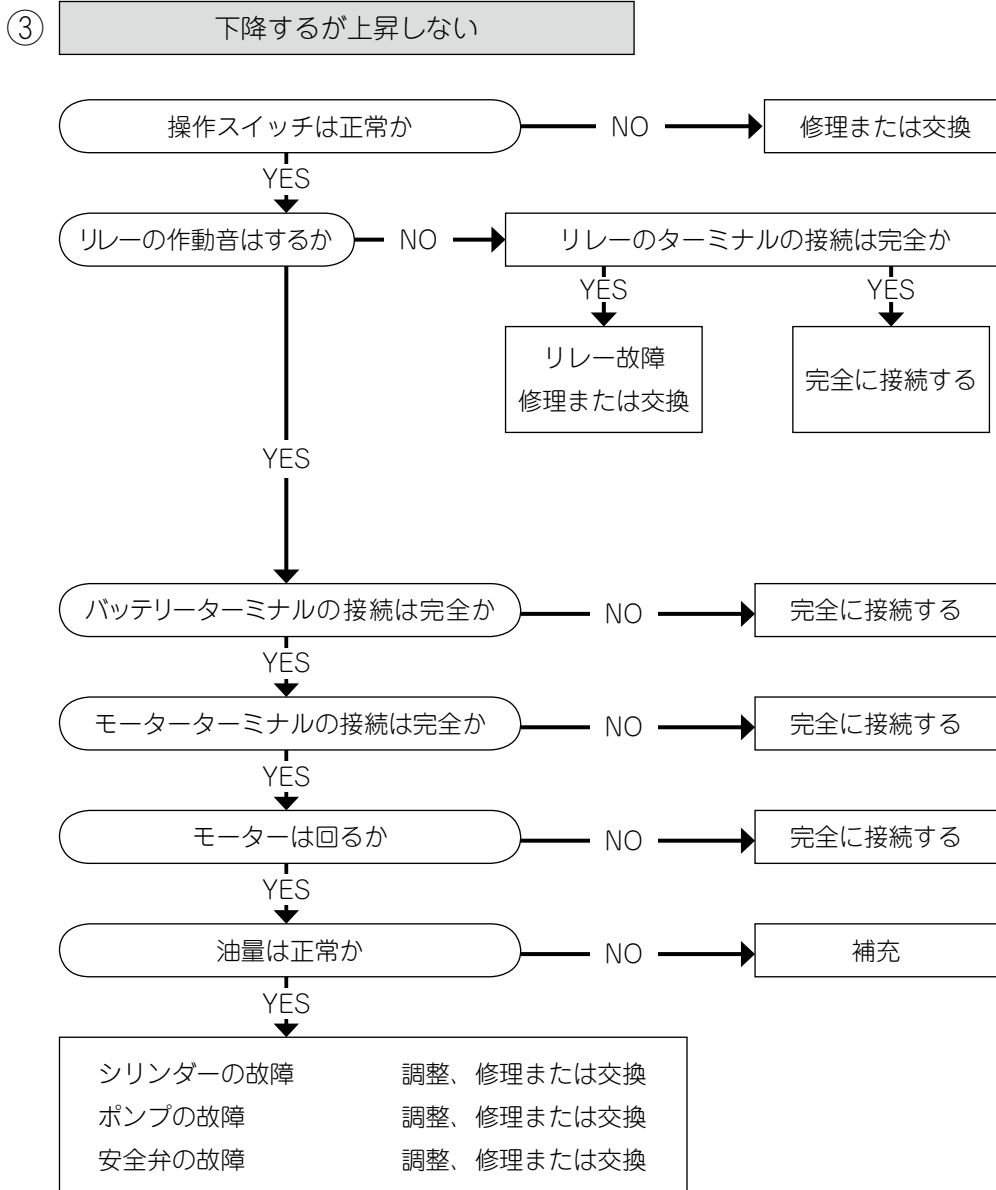 ③ 下降するが上昇しない
操作スイッチは正常か NO 修理または交換
YES
リレーの作動音はするか NO リレーのターミナルの接続は完全か
YES YES
リレー故障
修理または交換
完全に接続する
YES
バッテリーターミナルの接続は完全か NO 完全に接続する
YES
モーターターミナルの接続は完全か NO 完全に接続する
YES
モーターは回るか NO 完全に接続する
YES
油量は正常か NO 補充
YES
シリンダーの故障 調整、修理または交換
ポンプの故障 調整、修理または交換
安全弁の故障 調整、修理または交換